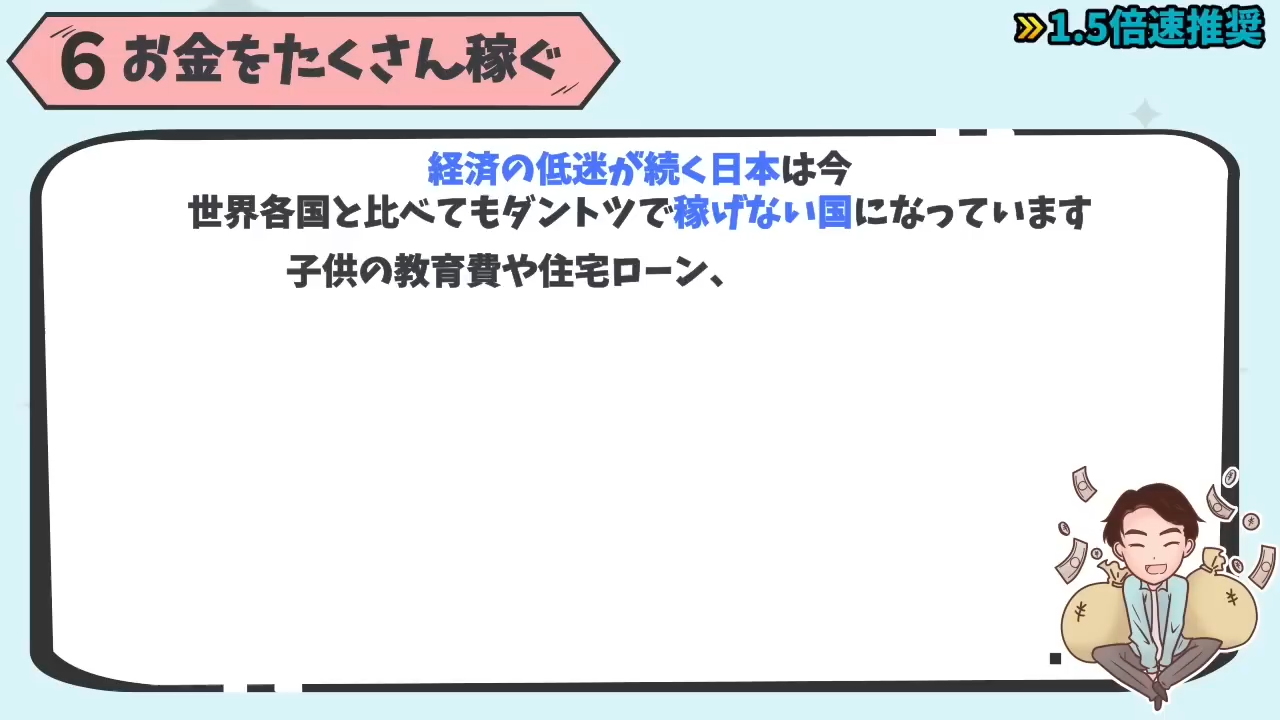 6 お金をたくさん稼ぐ
1.5倍速推奨
経済の低迷が続く日本は今
世界各国と比べてもダントツで稼げない国になっています
子供の教育費や住宅ローン、